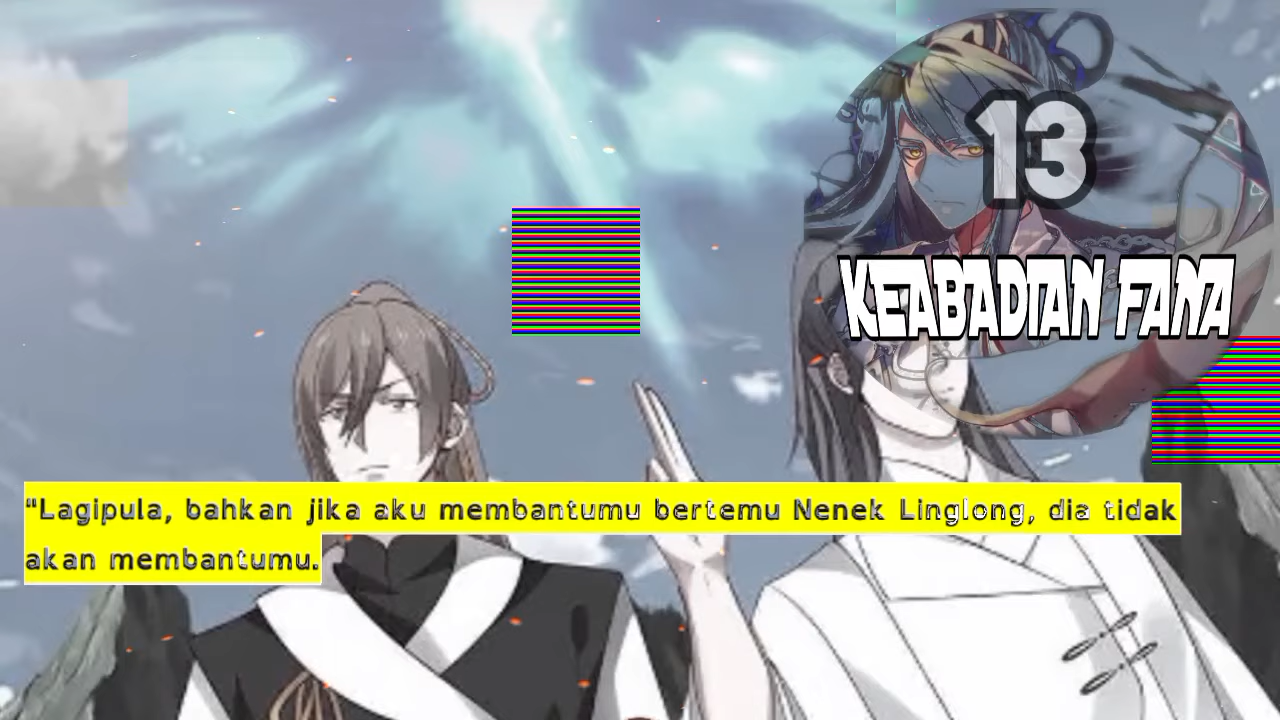 13
KEABADIAN FANA
"Lagipula, bahkan jika aku membantumu bertemu Nenek Linglong, dia tidak
akan membantumu.